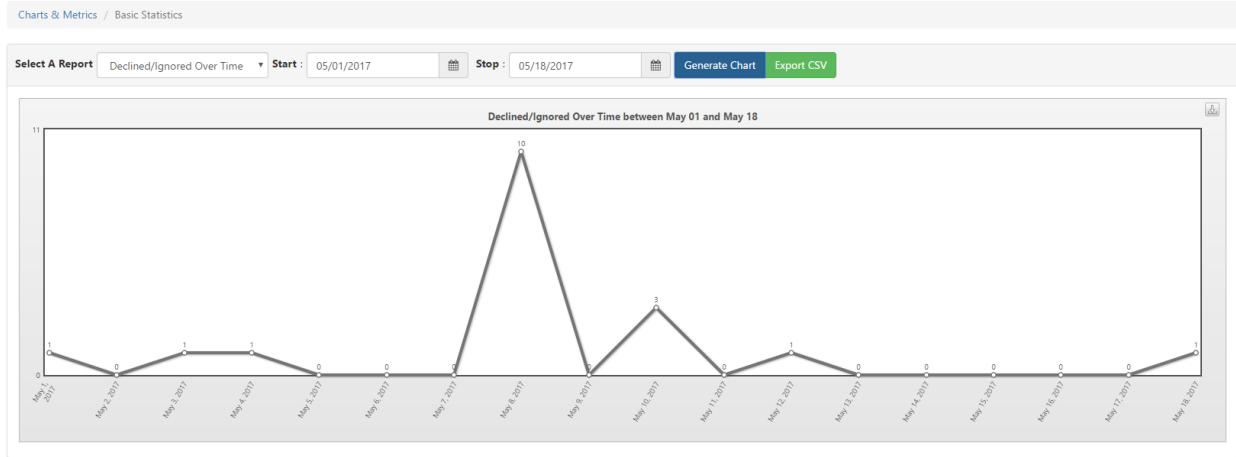 Charts & Metrics / Basic Statistics
Select A Report Declined/Ignored Over Time Start : 05/01/2017 Stop : 05/18/2017 Generate Chart Export CSV
Declined/Ignored Over Time between May 01 and May 18
11
10
3
1 0 1 1 0 0 0 0 0 1 0 0 0 0 0 1
0
May 1, 2017
May 2, 2017
May 3, 2017
May 4, 2017
May 5, 2017
May 6, 2017
May 7, 2017
May 8, 2017
May 9, 2017
May 10, 2017
May 11, 2017
May 12, 2017
May 13, 2017
May 14, 2017
May 15, 2017
May 16, 2017
May 17, 2017
May 18, 2017